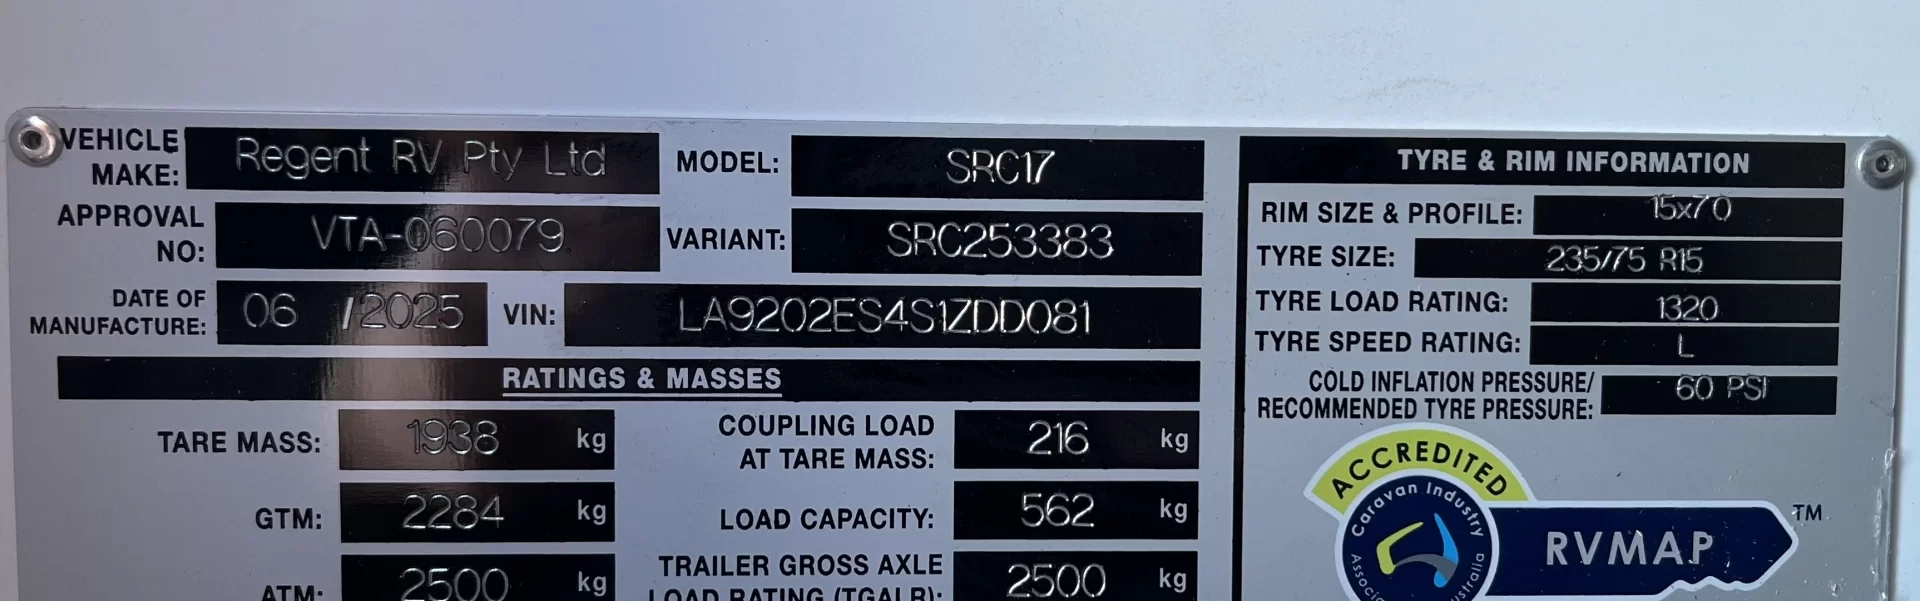 VEHICLE MAKE: Regent RV Pty Ltd
MODEL: SRC17
APPROVAL NO: VTA-060079
VARIANT: SRC253383
DATE OF MANUFACTURE: 06 /2025
VIN: LA9202ES4S1ZDD081
RATINGS & MASSES
TARE MASS: 1938 kg
COUPLING LOAD AT TARE MASS: 216 kg
GTM: 2284 kg
LOAD CAPACITY: 562 kg
ATM: 2500 kg
TRAILER GROSS AXLE LOAD RATING (TGALR): 2500 kg
TYRE & RIM INFORMATION
RIM SIZE & PROFILE: 15x7 0
TYRE SIZE: 235/75 R15
TYRE LOAD RATING: 1320
TYRE SPEED RATING: L
COLD INFLATION PRESSURE/ RECOMMENDED TYRE PRESSURE: 60 PSI
ACCREDITED
Caravan Industry
RVMAP TM